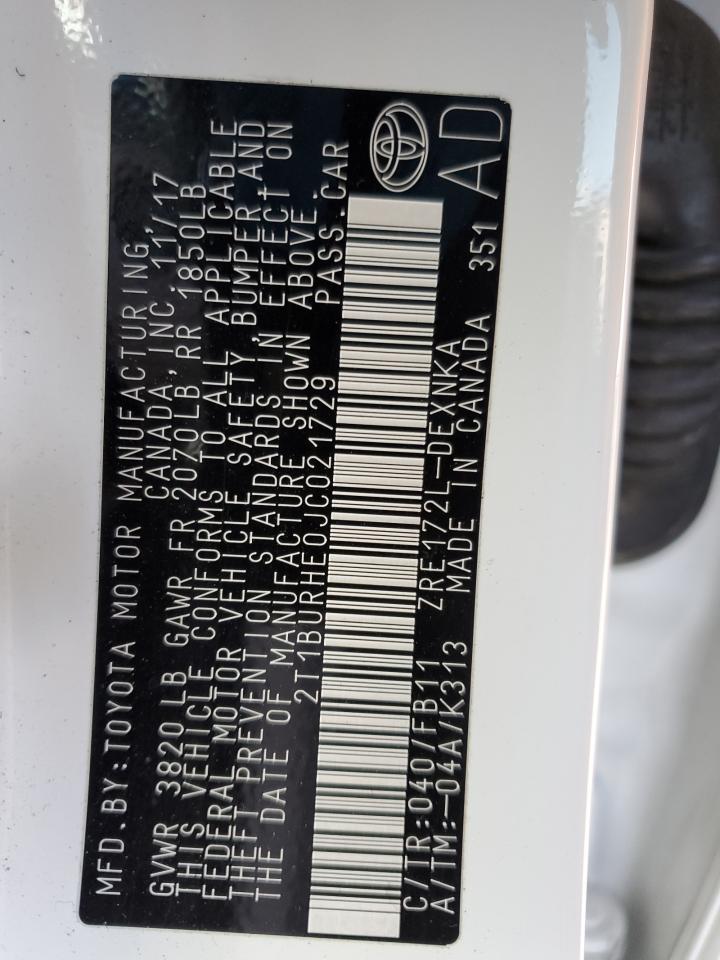 MFD.BY:TOYOTA MOTOR MANUFACTURING,
CANADA,INC. 11/17
GVWR 3820 LB GAWR FR 2070LB,RR 1850LB
THIS VEHICLE CONFORMS TO ALL APPLICABLE
FEDERAL MOTOR VEHICLE SAFETY,BUMPER,AND
THEFT PREVENTION STANDARDS IN EFFECT ON
THE DATE OF MANUFACTURE SHOWN ABOVE.
2T1BURHE0JC021729 PASS.CAR
C/TR:040/FB11 ZRE172L-DEXNKA
A/TM:-04A/K313 MADE IN CANADA 351
AD